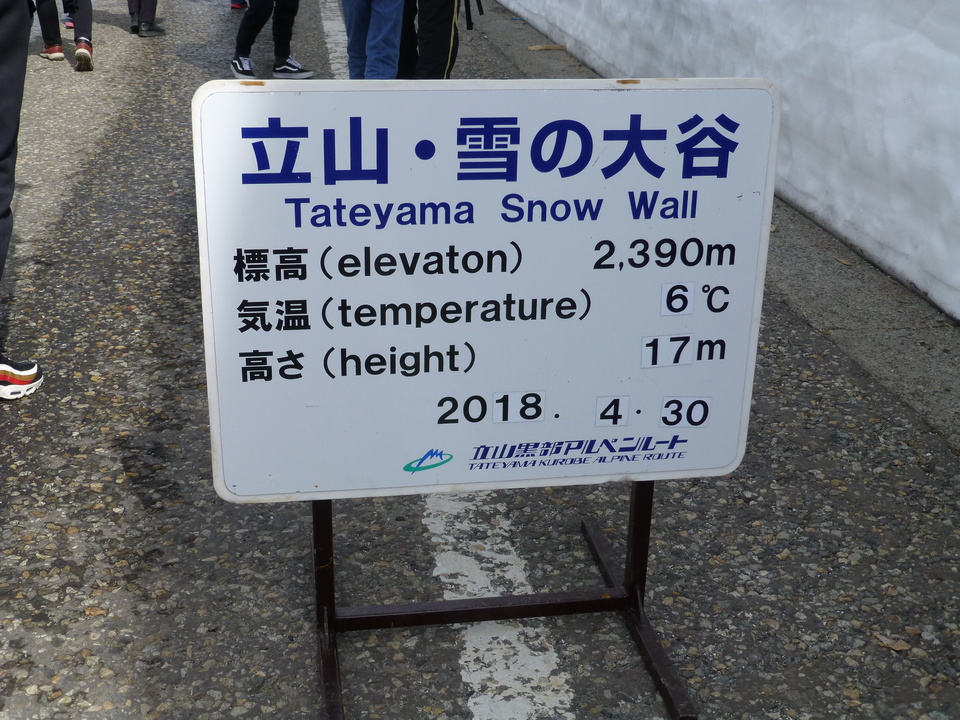 立山・雪の大谷
Tateyama Snow Wall
標高（elevaton） 2,390m
気温（temperature） 6 ℃
高さ（height） 17m
2018. 4. 30
立山黒部アルペンルート
TATEYAMA KUROBE ALPINE ROUTE